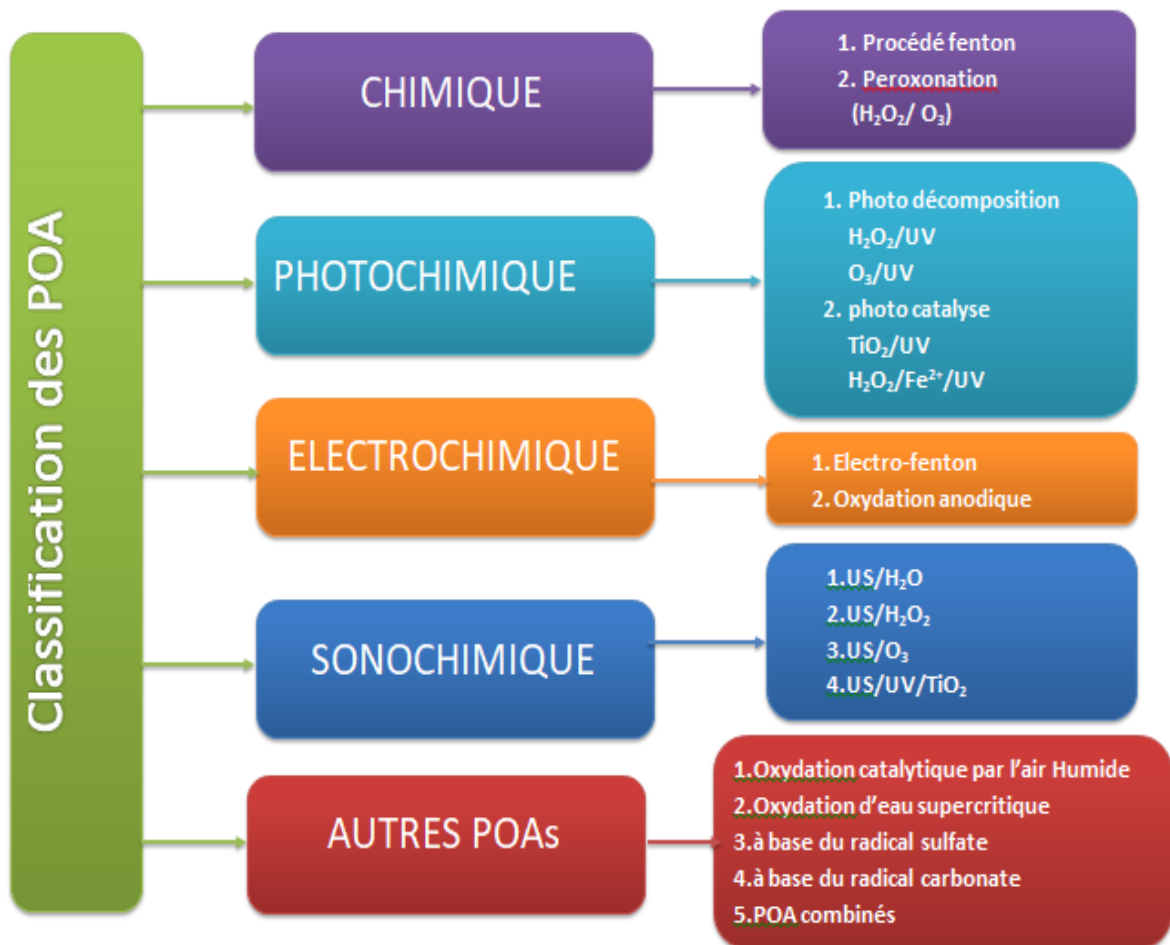 Classification des POA
CHIMIQUE
1. Procédé fenton
2. Peroxonation
(H₂O₂/ O₃)
PHOTOCHIMIQUE
1. Photo décomposition
H₂O₂/UV
O₃/UV
2. photo catalyse
TiO₂/UV
H₂O₂/Fe²⁺/UV
ELECTROCHIMIQUE
1. Electro-fenton
2. Oxydation anodique
SONOCHIMIQUE
1.US/H₂O
2.US/H₂O₂
3.US/O₃
4.US/UV/TiO₂
AUTRES POAs
1.Oxydation catalytique par l'air Humide
2.Oxydation d'eau supercritique
3.à base du radical sulfate
4.à base du radical carbonate
5.POA combinés